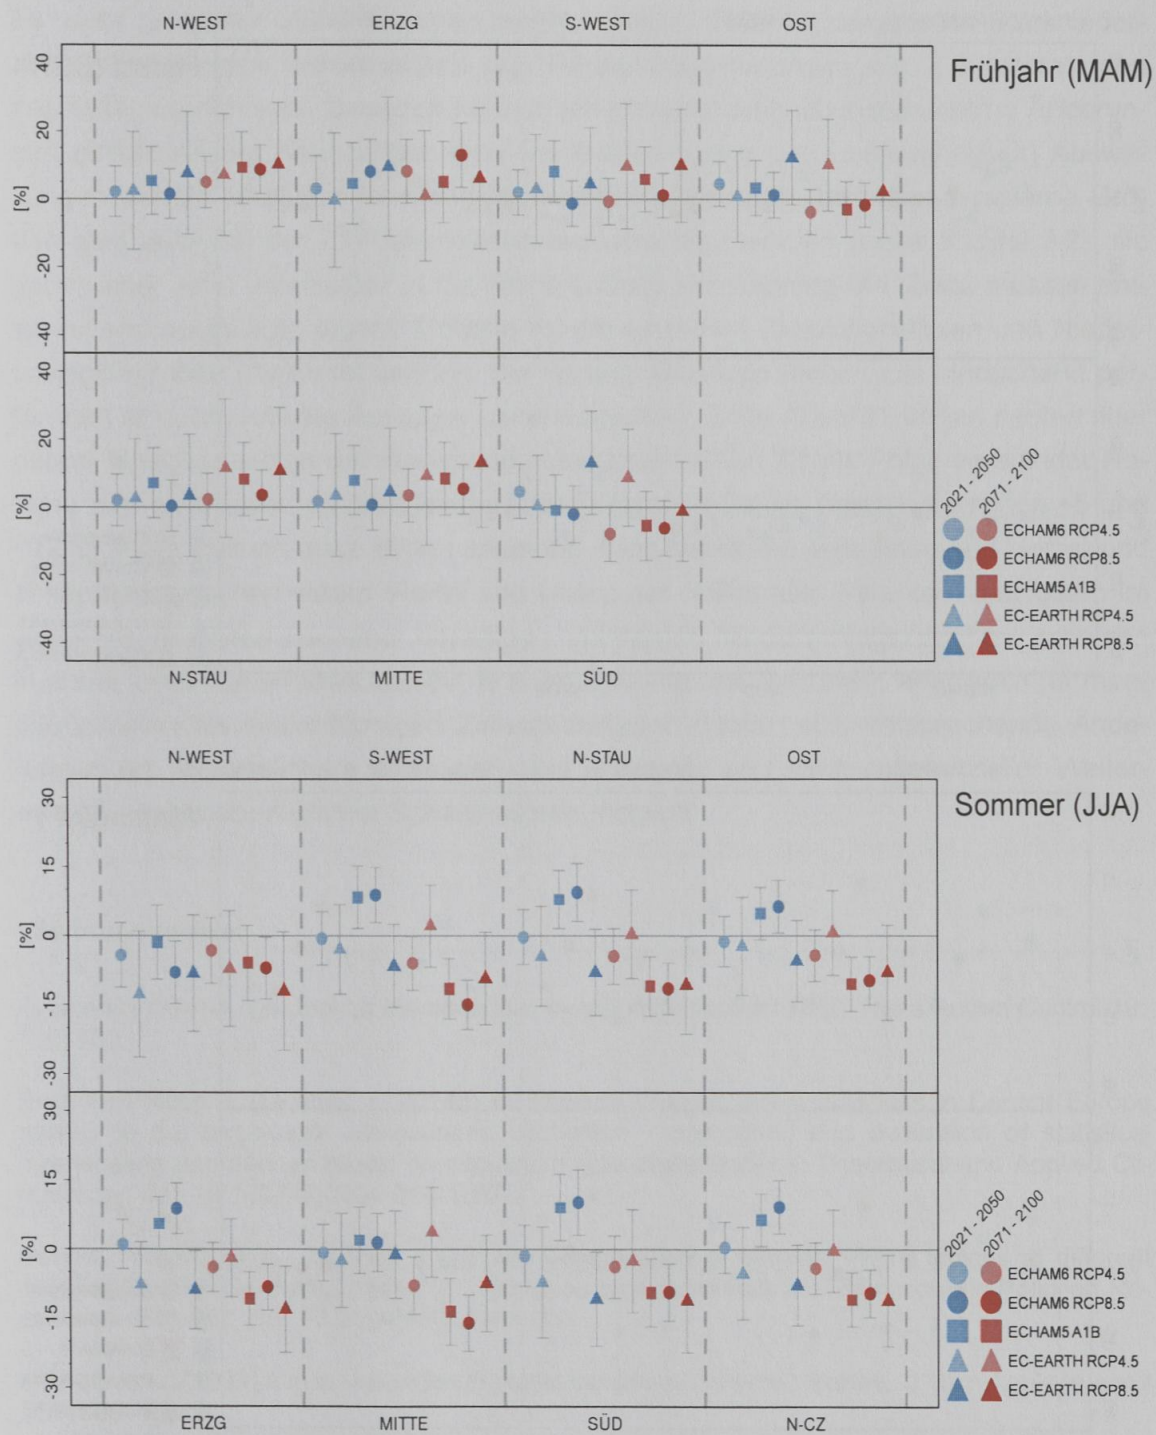 N-WEST ERZG S-WEST OST
Frühjahr (MAM)
40
20
0
-20
-40
[%]
40
20
0
-20
-40
[%]
N-STAU MITTE SÜD
2021 - 2050
2071 - 2100
ECHAM6 RCP4.5
ECHAM6 RCP8.5
ECHAM5 A1B
EC-EARTH RCP4.5
EC-EARTH RCP8.5
N-WEST S-WEST N-STAU OST
Sommer (JJA)
30
15
0
-15
-30
[%]
30
15
0
-15
-30
[%]
ERZG MITTE SÜD N-CZ
2021 - 2050
2071 - 2100
ECHAM6 RCP4.5
ECHAM6 RCP8.5
ECHAM5 A1B
EC-EARTH RCP4.5
EC-EARTH RCP8.5